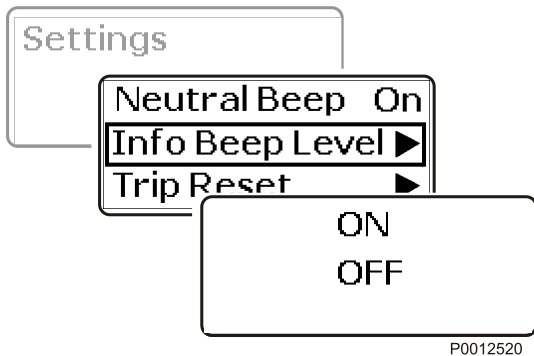 Settings
Neutral Beep On
Info Beep Level ▶
Trip Reset ▶
ON
OFF
P0012520